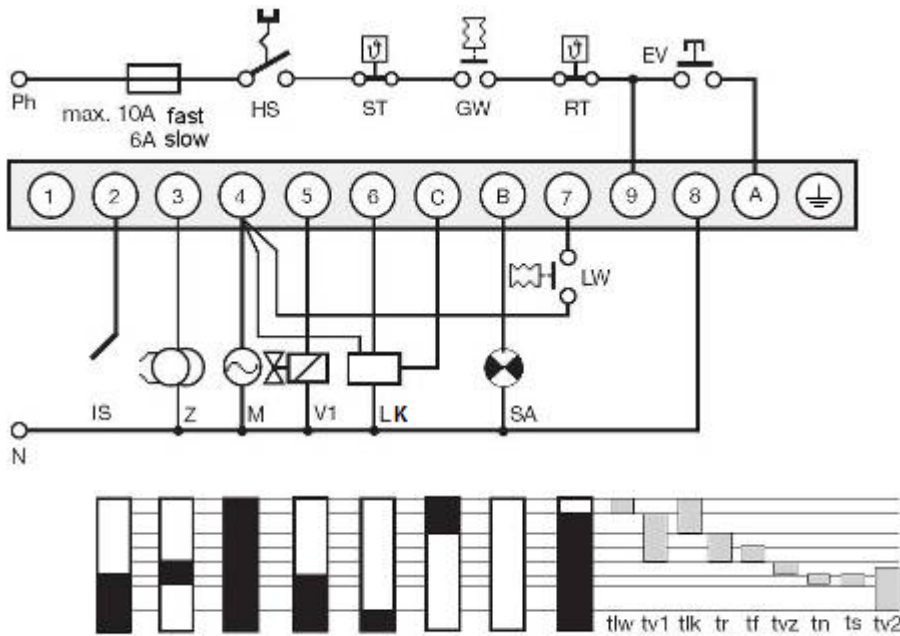 EV
Ph
max. 10A fast
6A slow
HS
ST
GW
RT
ϑ
ϑ
1 2 3 4 5 6 C B 7 9 8 A
LW
IS Z M V1 LK SA
N
tlw tv1 tlk tr tf tvz tn ts tv2